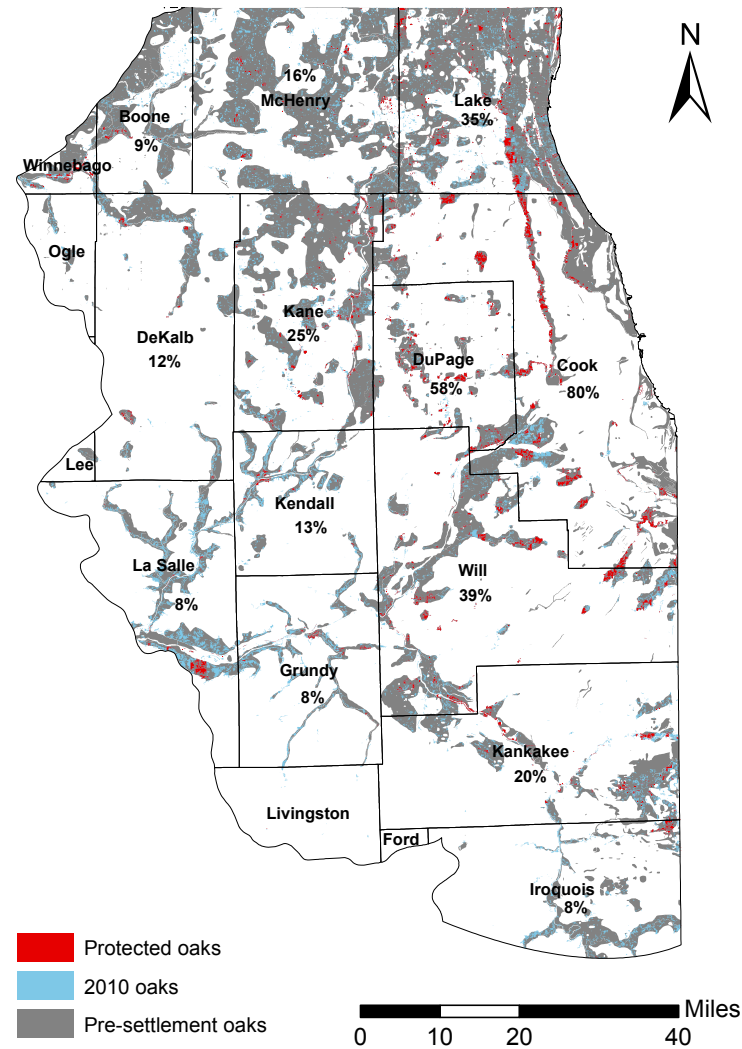 N
16%
McHenry
Lake
35%
Boone
9%
Winnebago
Ogle
Kane
25%
DeKalb
12%
DuPage
58%
Cook
80%
Lee
Kendall
13%
La Salle
8%
Will
39%
Grundy
8%
Kankakee
20%
Livingston
Ford
Iroquois
8%
Protected oaks
2010 oaks
Pre-settlement oaks
Miles
0 10 20 40